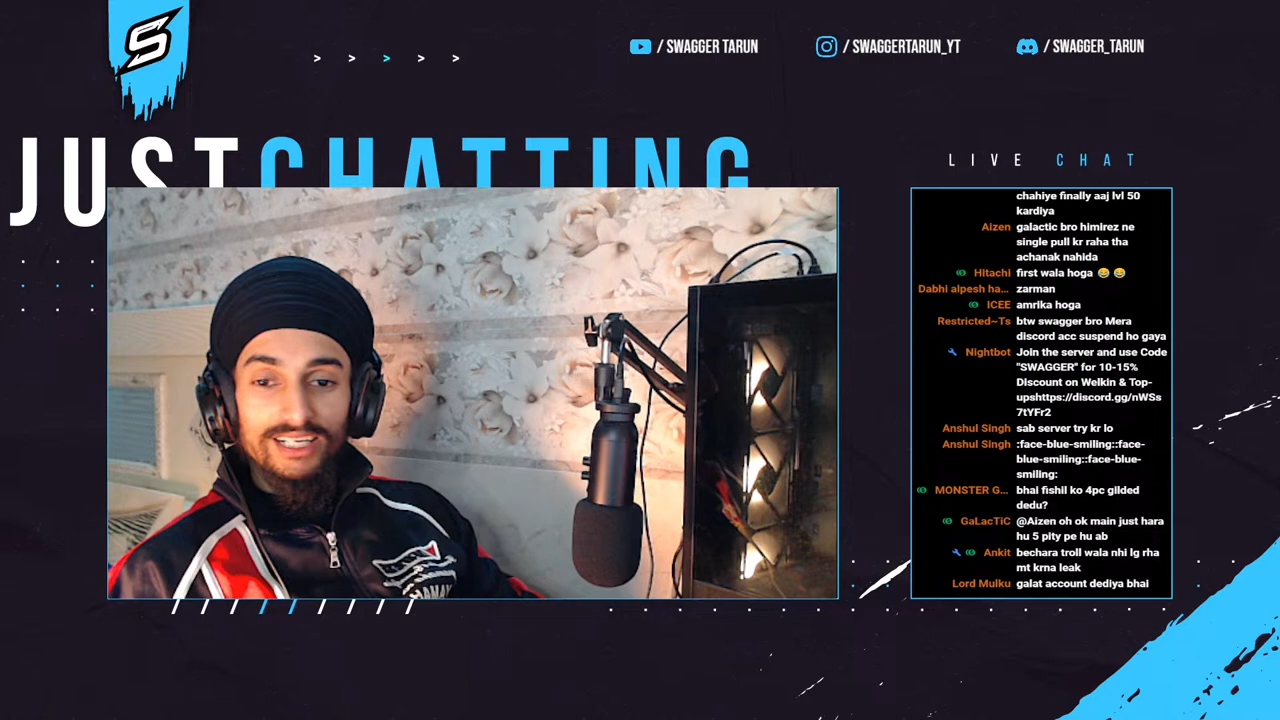 S
> > > > >
/ SWAGGER TARUN
/ SWAGGERTARUN_YT
/ SWAGGER_TARUN
JUSTCHATTING
LIVE CHAT
chahiye finally aaj lvl 50
kardiya
Aizen galactic bro himirez ne
single pull kr raha tha
achanak nahida
Hitachi first wala hoga 😂 😂
Dabhi alpesh ha... zarman
ICEE amrika hoga
Restricted~Ts btw swagger bro Mera
discord acc suspend ho gaya
Nightbot Join the server and use Code
"SWAGGER" for 10-15%
Discount on Welkin & Top-
upshttps://discord.gg/nWSs
7tYFr2
Anshul Singh sab server try kr lo
Anshul Singh :face-blue-smiling::face-
blue-smiling::face-blue-
smiling:
MONSTER G... bhai fishil ko 4pc gilded
dedu?
GaLacTiC @Aizen oh ok main just hara
hu 5 pity pe hu ab
Ankit bechara troll wala nhi lg rha
mt krna leak
Lord Mulku galat account dediya bhai